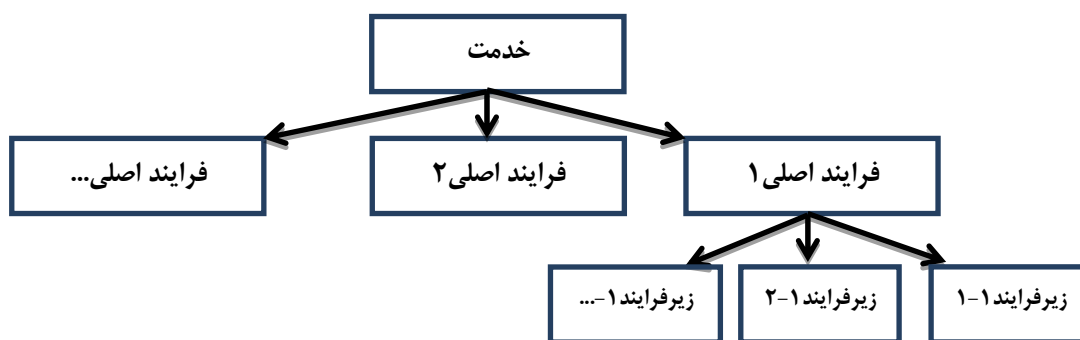 خدمت
فرایند اصلی۱
فرایند اصلی۲
فرایند اصلی...
زیرفرایند۱-۱
زیرفرایند۱-۲
زیرفرایند۱-...